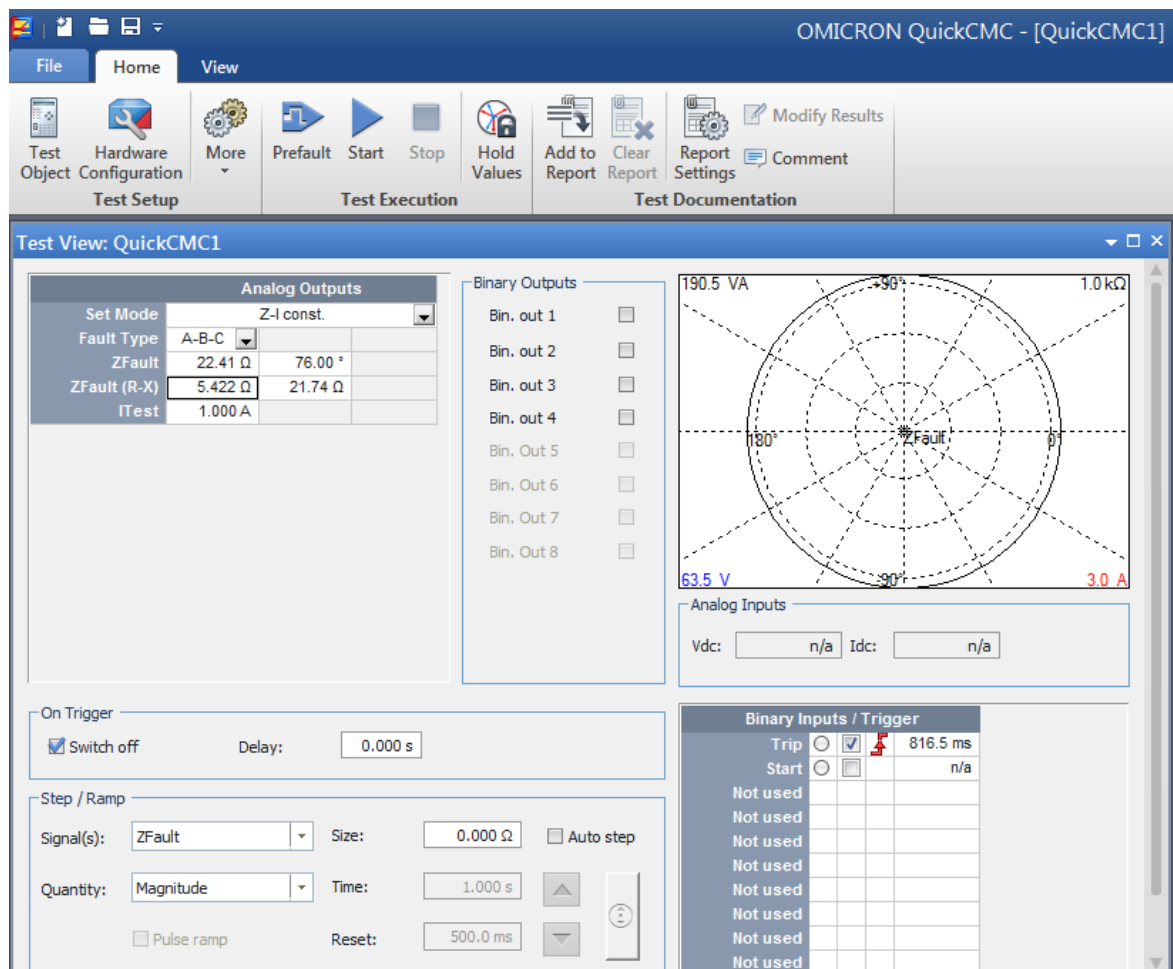 OMICRON QuickCMC - [QuickCMC1]
File Home View
Test Object
Hardware Configuration
More
Prefault
Start
Stop
Hold Values
Add to Report
Clear Report
Report Settings
Modify Results
Comment
Test Setup
Test Execution
Test Documentation
Test View: QuickCMC1
Analog Outputs
Set Mode Z-I const.
Fault Type A-B-C
ZFault 22.41 Ω 76.00 °
ZFault (R-X) 5.422 Ω 21.74 Ω
ITest 1.000 A
Binary Outputs
Bin. out 1
Bin. out 2
Bin. out 3
Bin. out 4
Bin. Out 5
Bin. Out 6
Bin. Out 7
Bin. Out 8
190.5 VA +90° 1.0 kΩ
180° ZFault 0°
63.5 V -90° 3.0 A
Analog Inputs
Vdc: n/a Idc: n/a
On Trigger
Switch off Delay: 0.000 s
Step / Ramp
Signal(s): ZFault Size: 0.000 Ω Auto step
Quantity: Magnitude Time: 1.000 s
Pulse ramp Reset: 500.0 ms
Binary Inputs / Trigger
Trip 816.5 ms
Start n/a
Not used
Not used
Not used
Not used
Not used
Not used
Not used
Not used